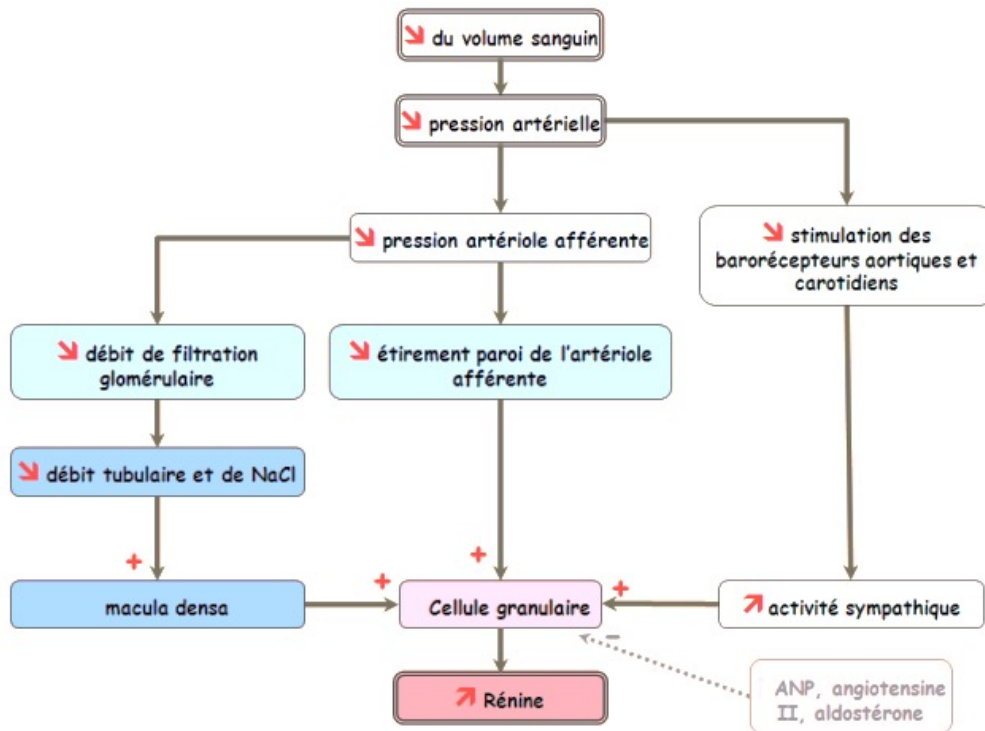 ↘ du volume sanguin
↘ pression artérielle
↘ pression artériole afférente
↘ stimulation des
barorécepteurs aortiques et
carotidiens
↘ débit de filtration
glomérulaire
↘ étirement paroi de l'artériole
afférente
↘ débit tubulaire et de NaCl
+
+
+
+
macula densa
Cellule granulaire
↗ activité sympathique
–
↗ Rénine
ANP, angiotensine
II, aldostérone